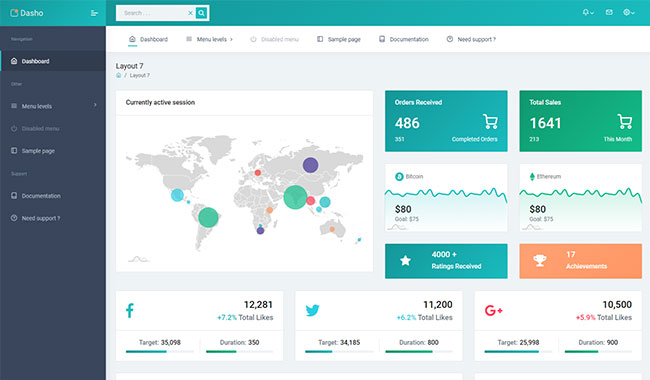 Dasho
Search . . .
Navigation
Dashboard
Other
Menu levels
Disabled menu
Sample page
Support
Documentation
Need support ?
Dashboard
Menu levels
Disabled menu
Sample page
Documentation
Need support ?
Layout 7
/ Layout 7
Currently active session
Orders Received
486
351 Completed Orders
Total Sales
1641
213 This Month
Bitcoin
$80
Goal: $75
Ethereum
$80
Goal: $75
4000 +
Ratings Received
17
Achievements
12,281
+7.2% Total Likes
Target: 35,098 Duration: 350
11,200
+6.2% Total Likes
Target: 34,185 Duration: 800
G+
10,500
+5.9% Total Likes
Target: 25,998 Duration: 900